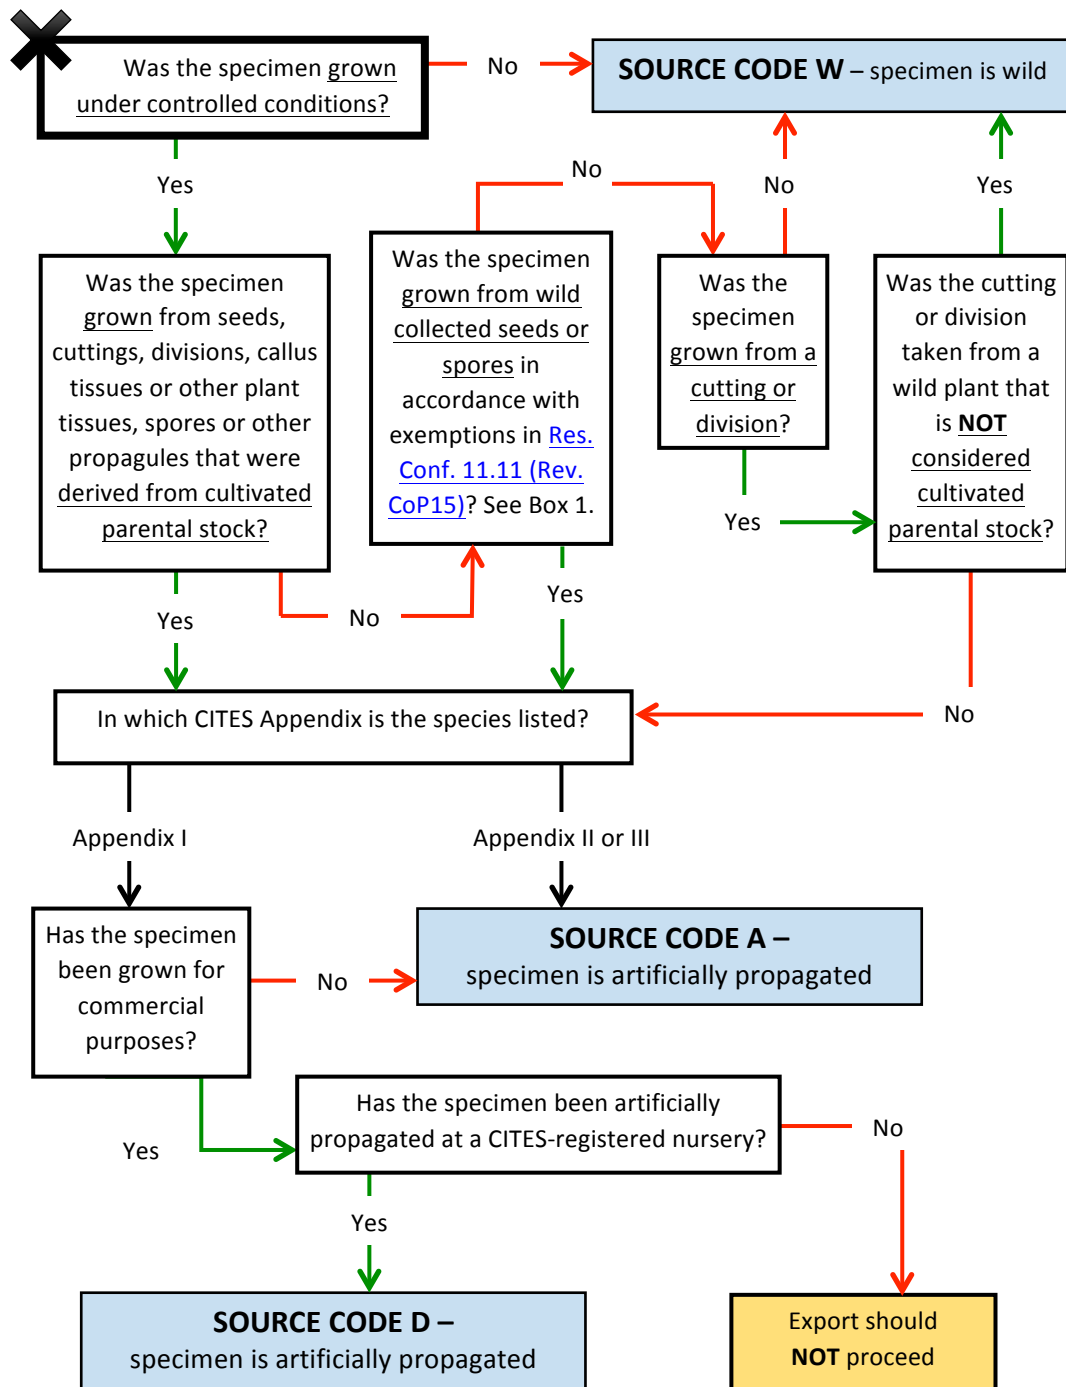 Was the specimen grown
under controlled conditions?
No
SOURCE CODE W – specimen is wild
Yes
No
No
Yes
Was the specimen
grown from seeds,
cuttings, divisions, callus
tissues or other plant
tissues, spores or other
propagules that were
derived from cultivated
parental stock?
Was the specimen
grown from wild
collected seeds or
spores in
accordance with
exemptions in Res.
Conf. 11.11 (Rev.
CoP15)? See Box 1.
Was the
specimen
grown from a
cutting or
division?
Was the cutting
or division
taken from a
wild plant that
is NOT
considered
cultivated
parental stock?
Yes
Yes
No
Yes
No
In which CITES Appendix is the species listed?
Appendix I
Appendix II or III
Has the specimen
been grown for
commercial
purposes?
No
SOURCE CODE A –
specimen is artificially propagated
Yes
Has the specimen been artificially
propagated at a CITES-registered nursery?
No
Yes
SOURCE CODE D –
specimen is artificially propagated
Export should
NOT proceed